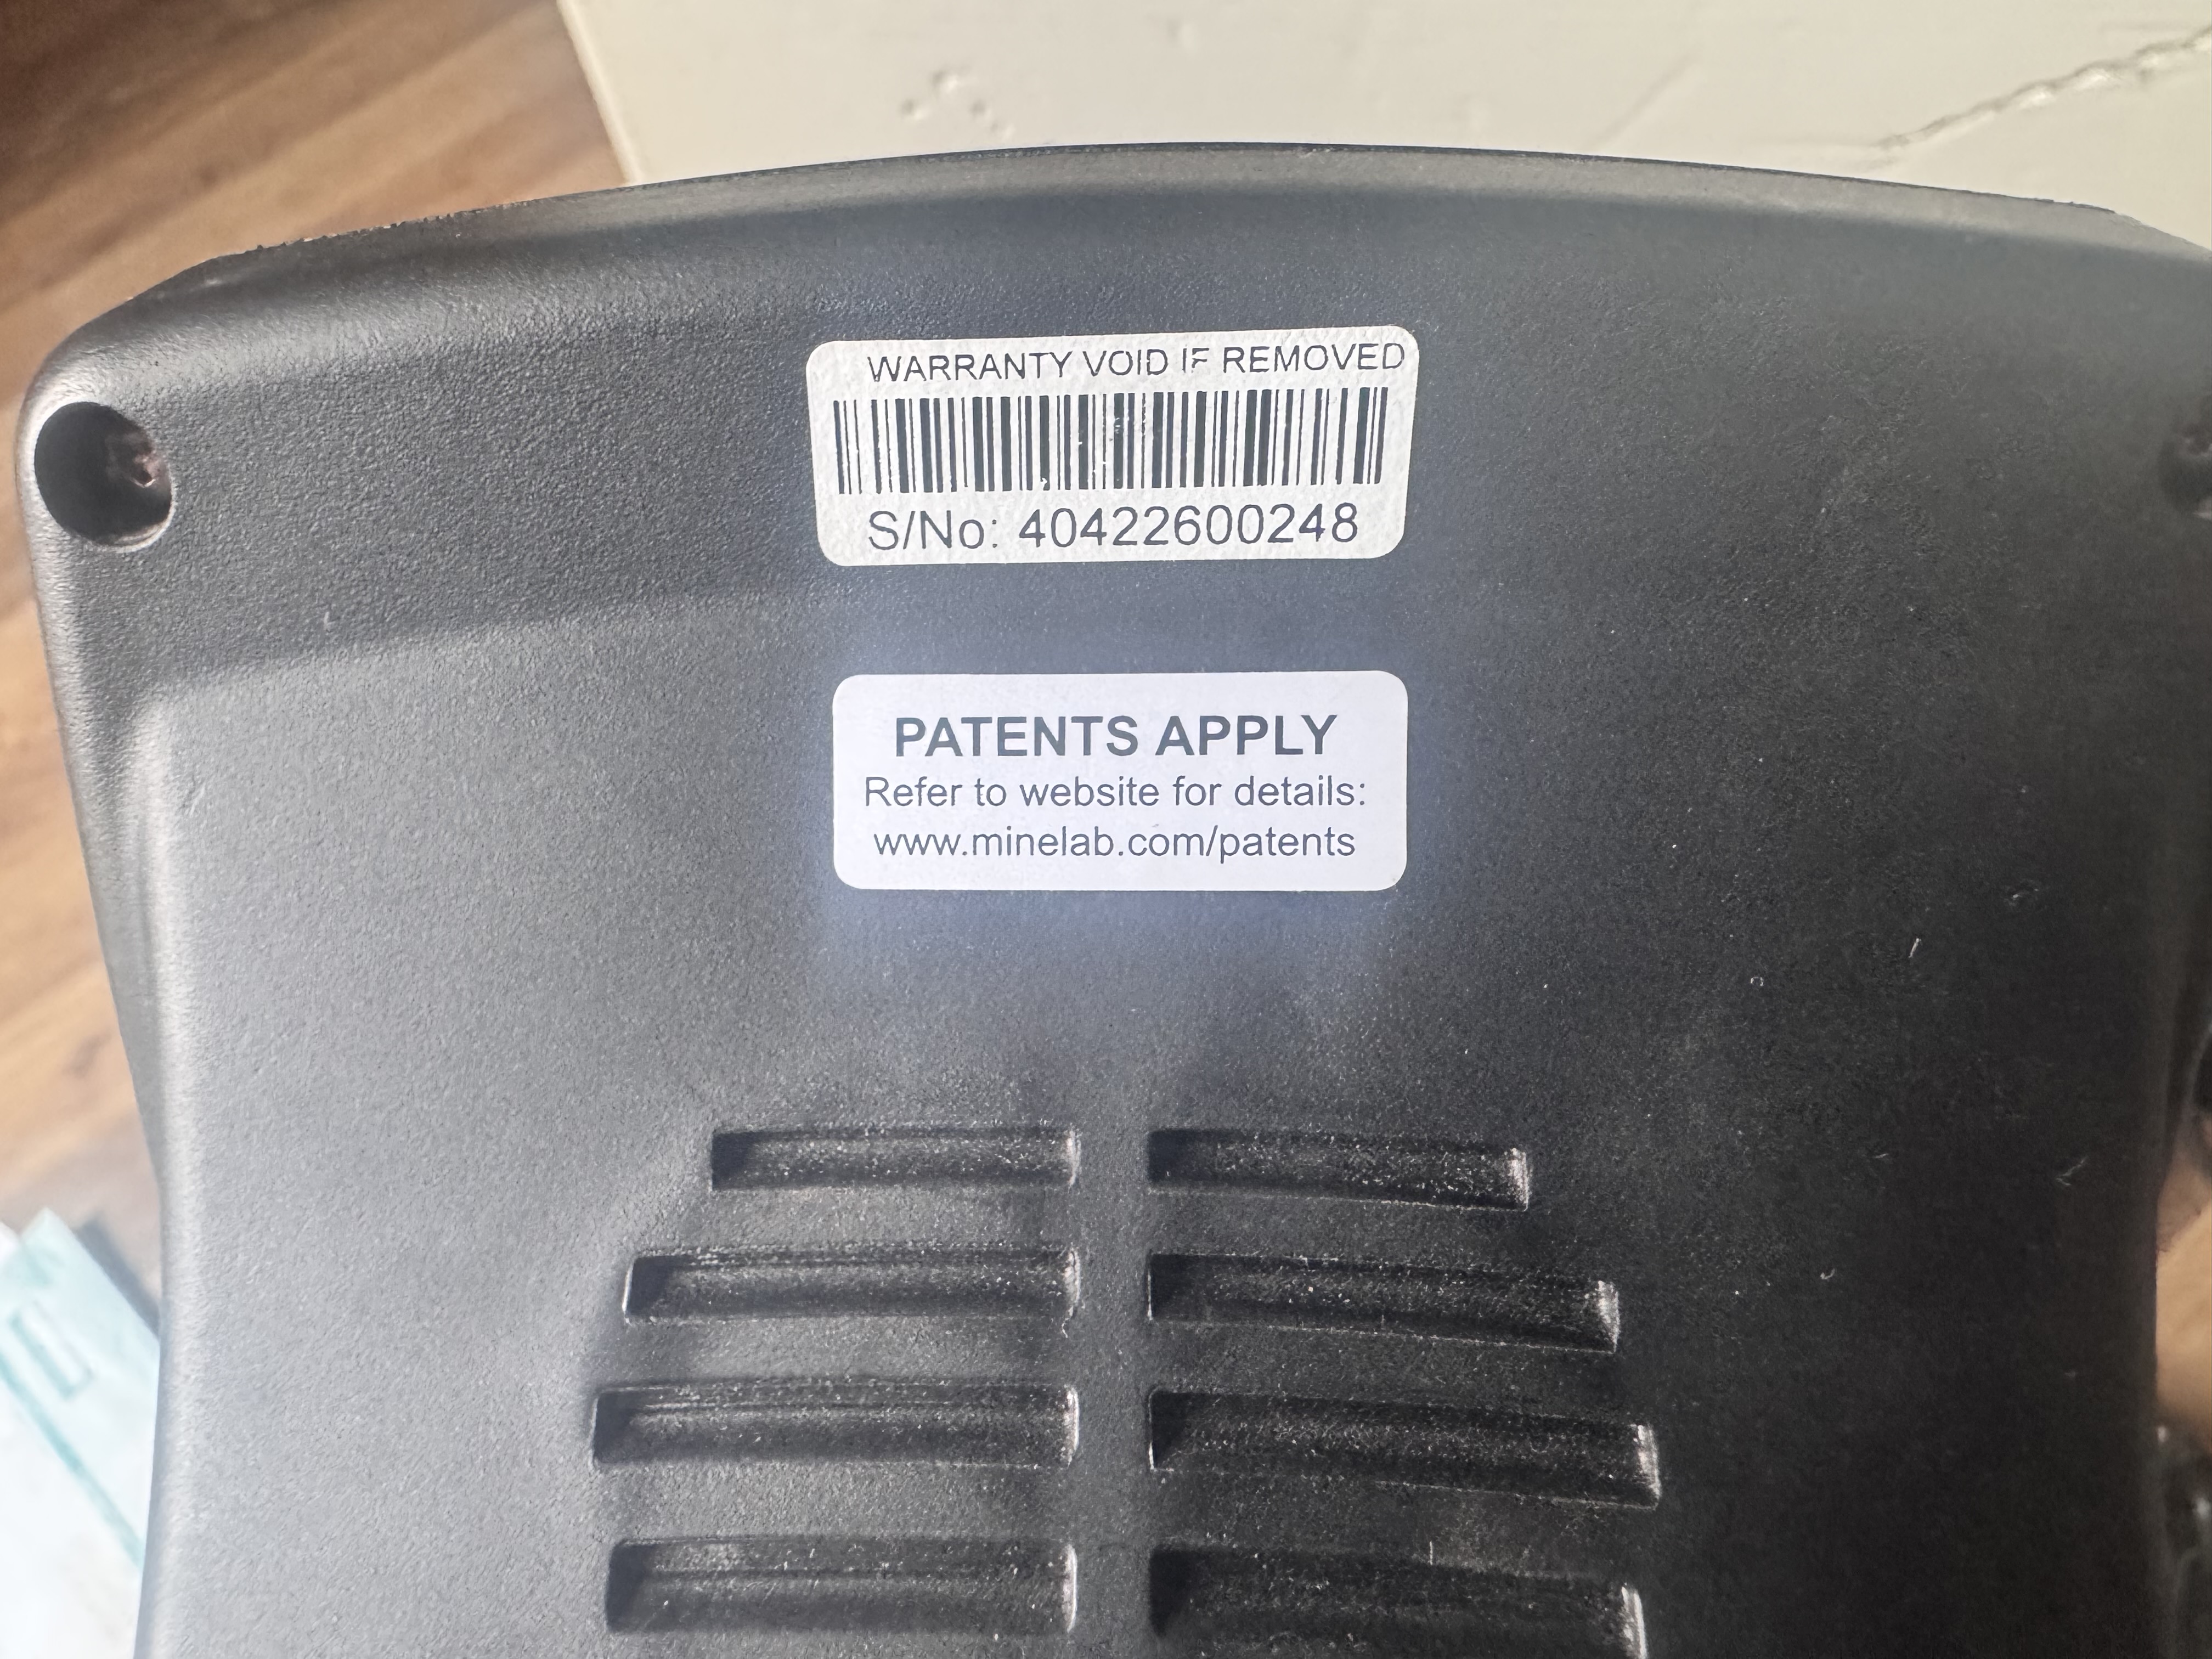 WARRANTY VOID IF REMOVED
S/No: 40422600248
PATENTS APPLY
Refer to website for details:
www.minelab.com/patents